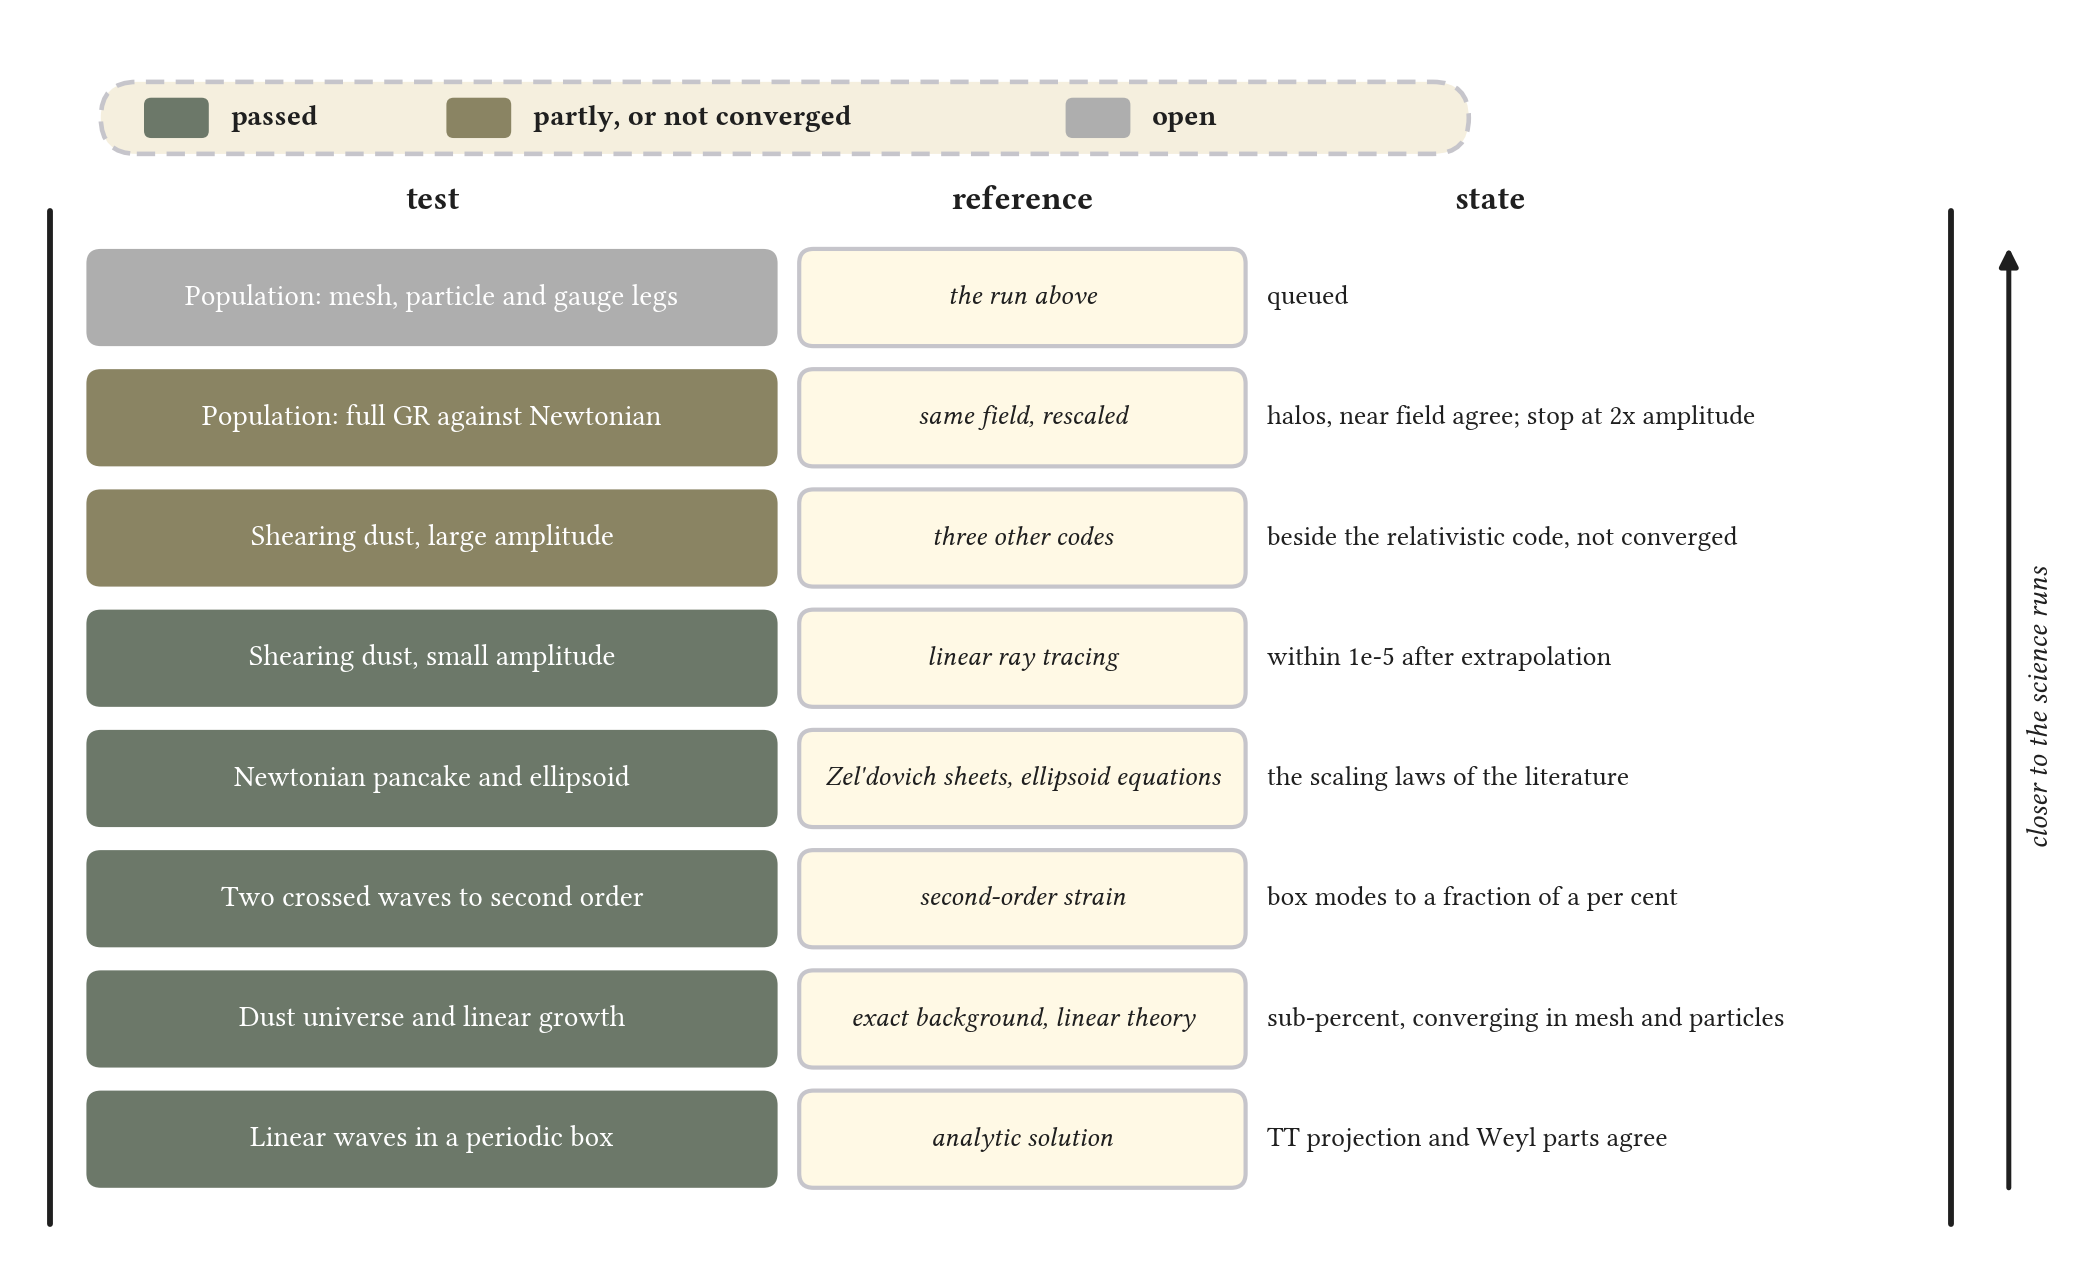 passed
partly, or not converged
open
test
reference
state
Population: mesh, particle and gauge legs
the run above
queued
Population: full GR against Newtonian
same field, rescaled
halos, near field agree; stop at 2x amplitude
Shearing dust, large amplitude
three other codes
beside the relativistic code, not converged
Shearing dust, small amplitude
linear ray tracing
within 1e-5 after extrapolation
Newtonian pancake and ellipsoid
Zel'dovich sheets, ellipsoid equations
the scaling laws of the literature
Two crossed waves to second order
second-order strain
box modes to a fraction of a per cent
Dust universe and linear growth
exact background, linear theory
sub-percent, converging in mesh and particles
Linear waves in a periodic box
analytic solution
TT projection and Weyl parts agree
closer to the science runs